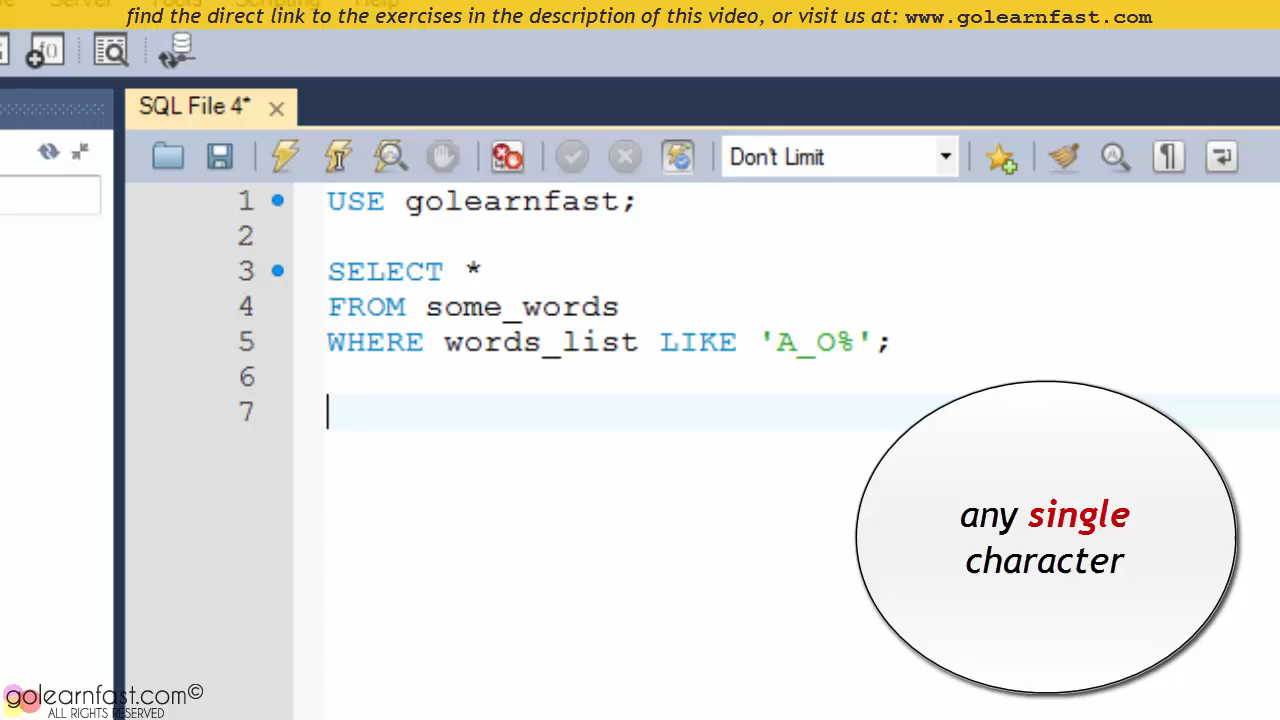 find the direct link to the exercises in the description of this video, or visit us at: www.golearnfast.com
SQL File 4*
Don't Limit
1 USE golearnfast;
2
3 SELECT *
4 FROM some_words
5 WHERE words_list LIKE 'A_O%';
6
7
any single
character
golearnfast.com©
ALL RIGHTS RESERVED